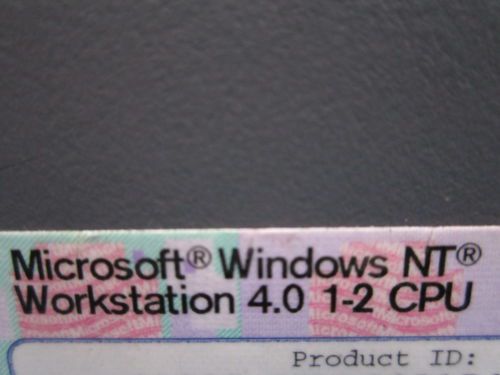 Microsoft® Windows NT®
Workstation 4.0 1-2 CPU
Product ID: